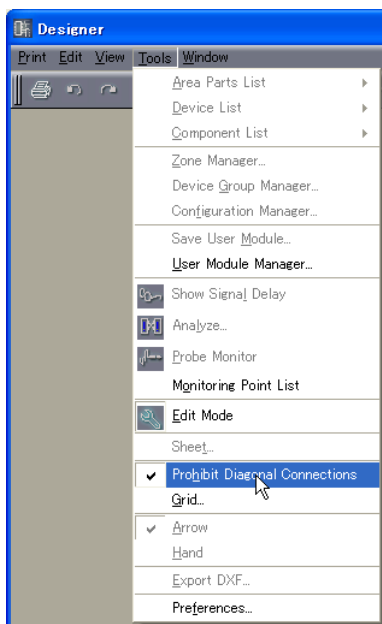 Designer
Print Edit View Tools Window
Area Parts List
Device List
Component List
Zone Manager...
Device Group Manager...
Configuration Manager...
Save User Module...
User Module Manager...
Show Signal Delay
Analyze...
Probe Monitor
Monitoring Point List
Edit Mode
Sheet...
Prohibit Diagonal Connections
Grid...
Arrow
Hand
Export DXF...
Preferences...